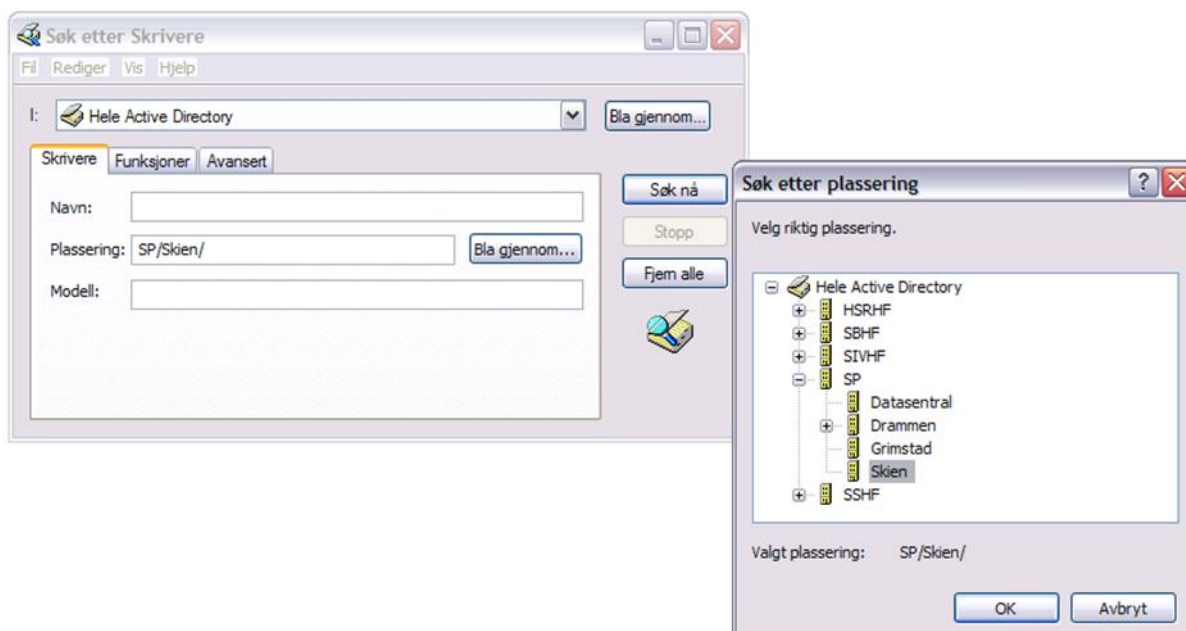 Søk etter Skrivere
Fil Rediger Vis Hjelp
I: Hele Active Directory Bla gjennom...
Skrivere Funksjoner Avansert
Navn:
Plassering: SP/Skien/ Bla gjennom...
Modell:
Søk nå
Stopp
Fjern alle
Søk etter plassering
Velg riktig plassering.
Hele Active Directory
HSRHF
SBHF
SIVHF
SP
Datasentral
Drammen
Grimstad
Skien
SSHF
Valgt plassering: SP/Skien/
OK Avbryt